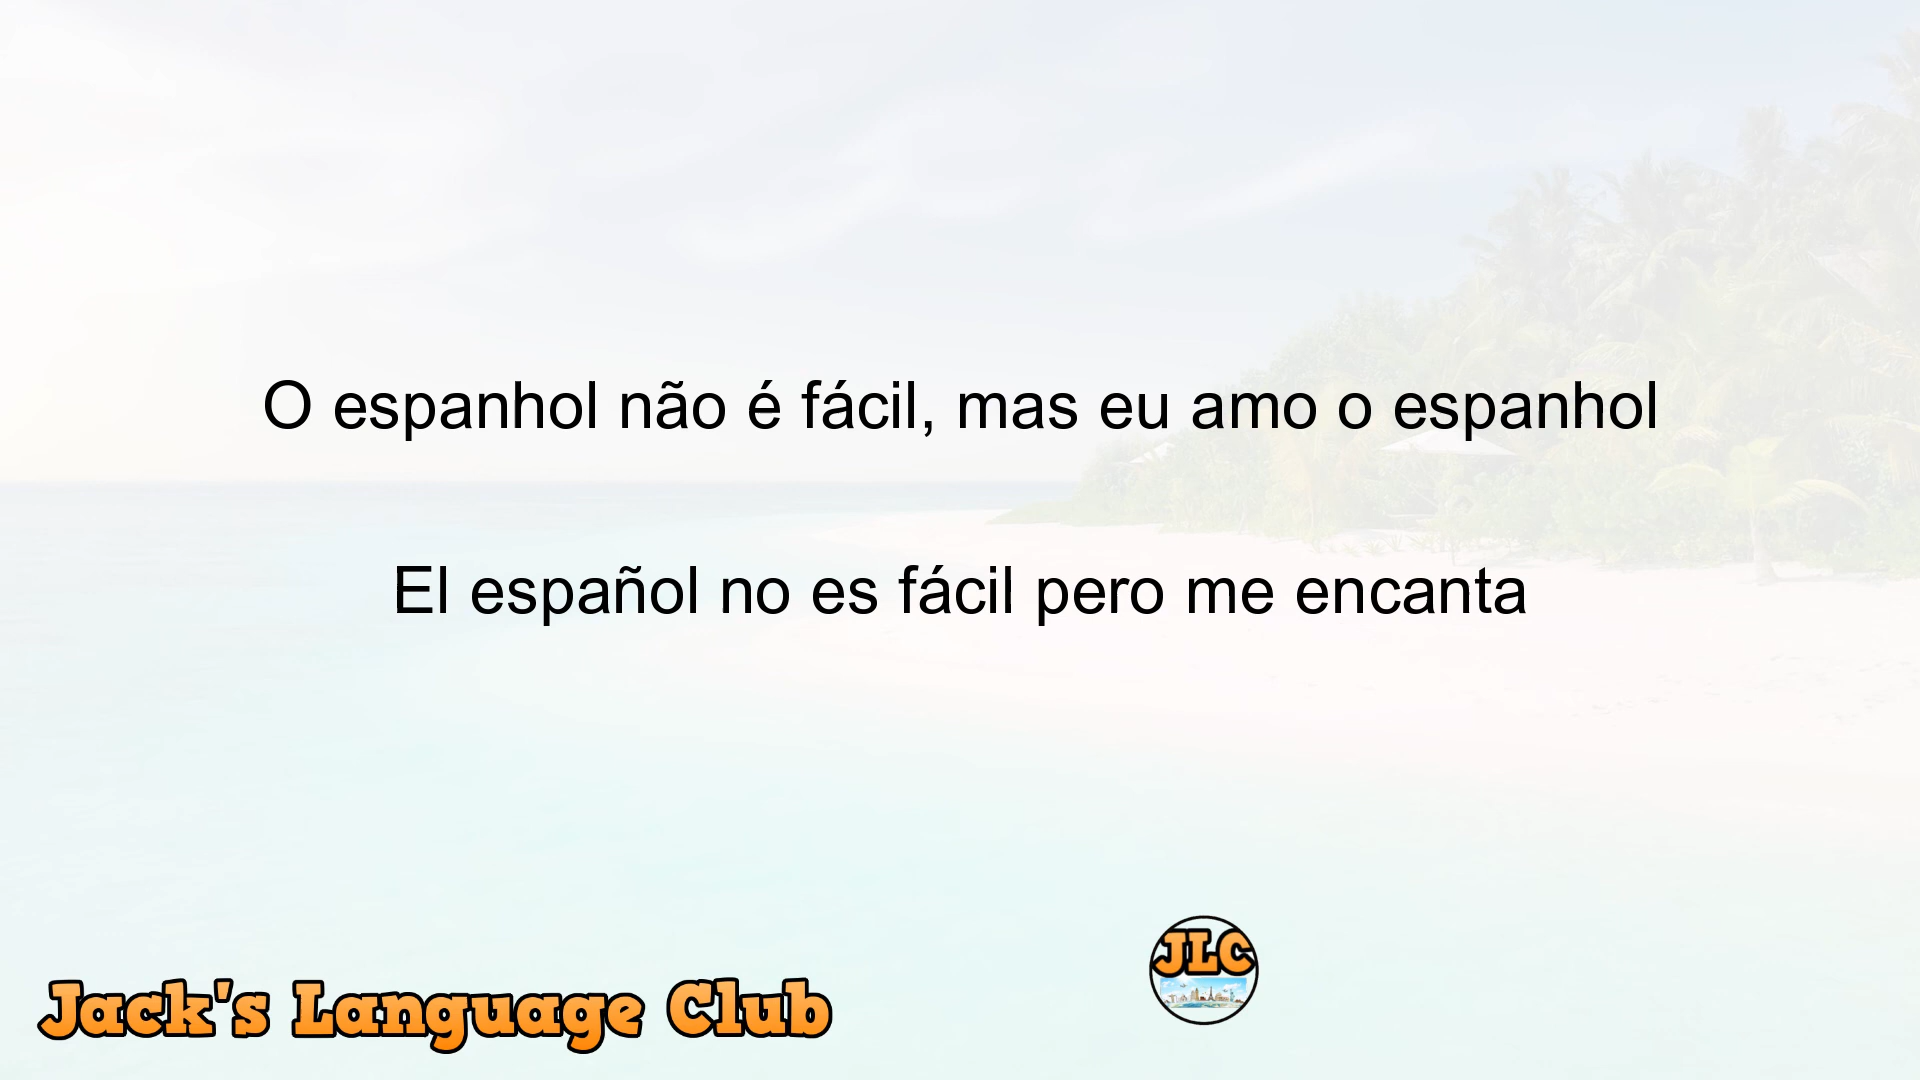 O espanhol não é fácil, mas eu amo o espanhol
El español no es fácil pero me encanta
JLC
Jack's Language Club